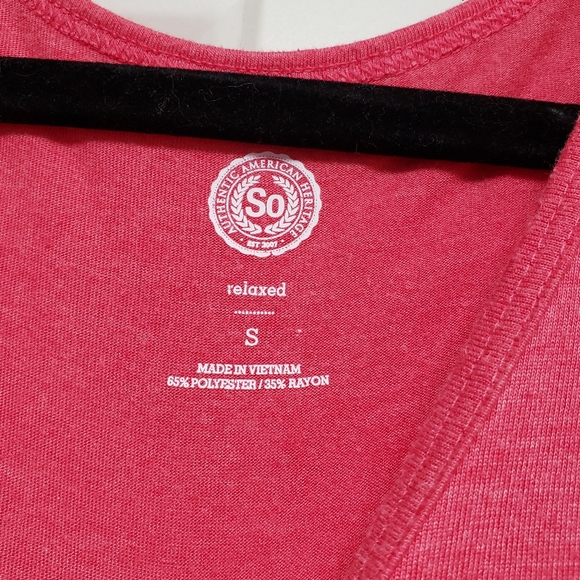 AUTHENTIC AMERICAN HERITAGE
So
EST 2007
relaxed
S
MADE IN VIETNAM
65% POLYESTER / 35% RAYON